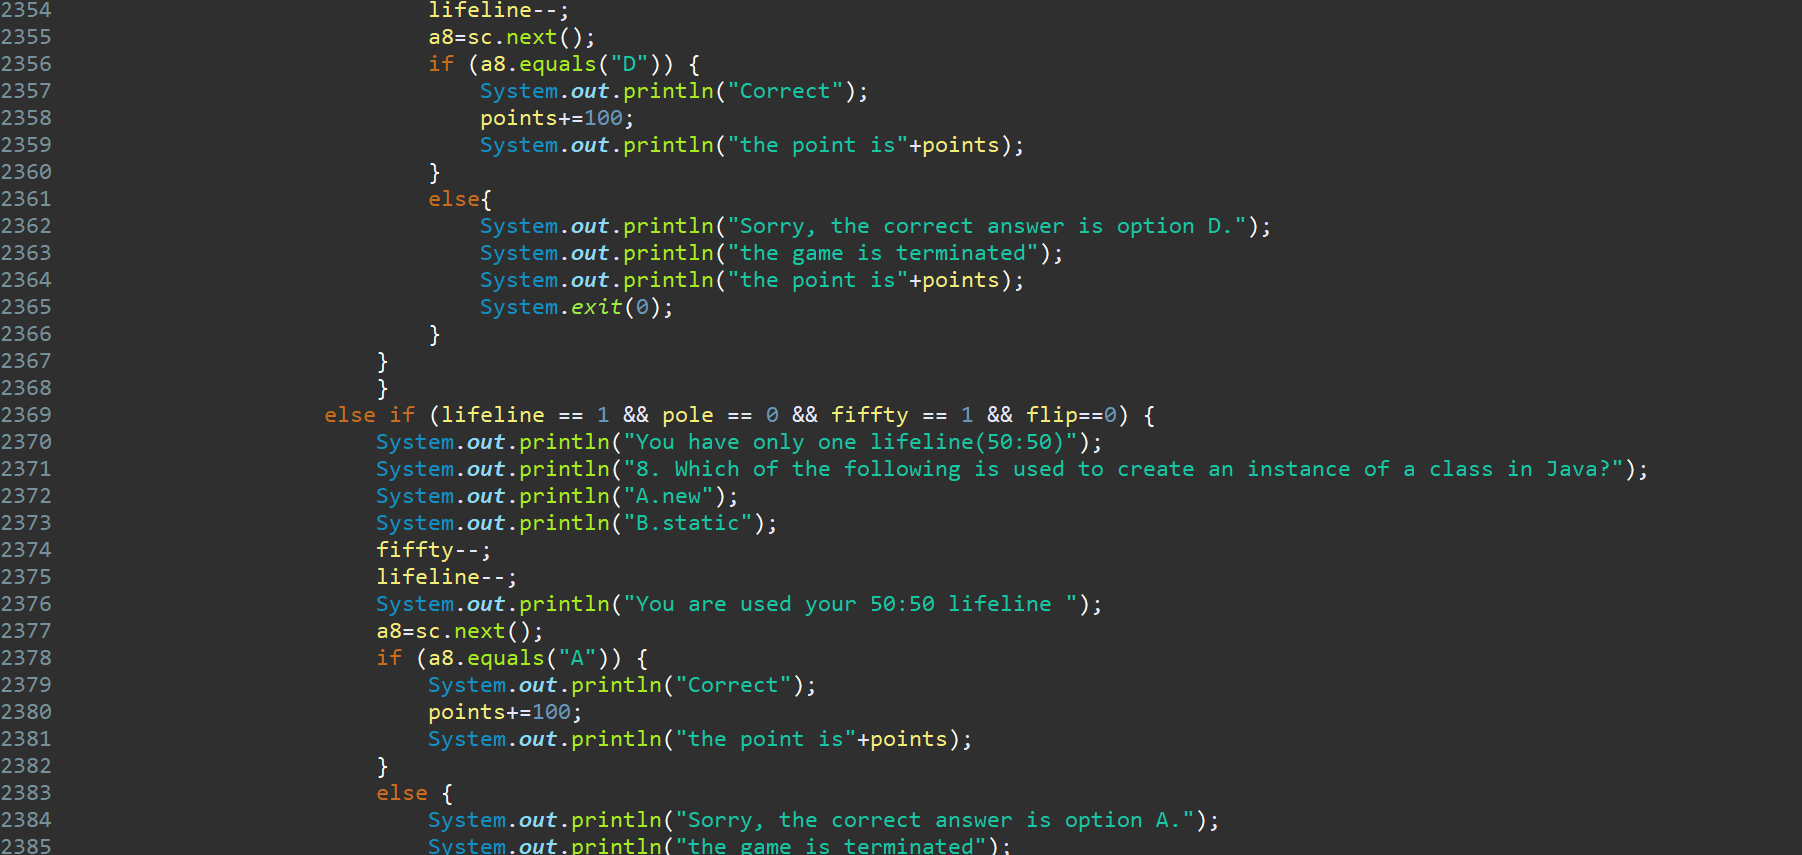 2354 lifeline--;
2355 a8=sc.next();
2356 if (a8.equals("D")) {
2357 System.out.println("Correct");
2358 points+=100;
2359 System.out.println("the point is"+points);
2360 }
2361 else{
2362 System.out.println("Sorry, the correct answer is option D.");
2363 System.out.println("the game is terminated");
2364 System.out.println("the point is"+points);
2365 System.exit(0);
2366 }
2367 }
2368 }
2369 else if (lifeline == 1 && pole == 0 && fiffty == 1 && flip==0) {
2370 System.out.println("You have only one lifeline(50:50)");
2371 System.out.println("8. Which of the following is used to create an instance of a class in Java?");
2372 System.out.println("A.new");
2373 System.out.println("B.static");
2374 fiffty--;
2375 lifeline--;
2376 System.out.println("You are used your 50:50 lifeline ");
2377 a8=sc.next();
2378 if (a8.equals("A")) {
2379 System.out.println("Correct");
2380 points+=100;
2381 System.out.println("the point is"+points);
2382 }
2383 else {
2384 System.out.println("Sorry, the correct answer is option A.");
2385 System.out.println("the game is terminated");